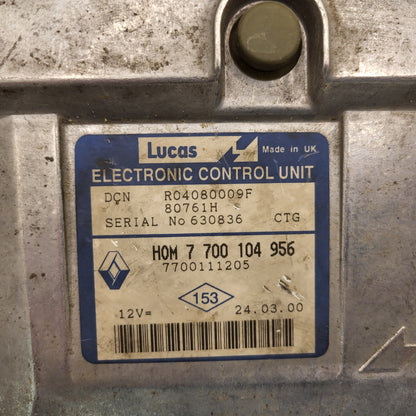 Lucas
Made in UK
ELECTRONIC CONTROL UNIT
DCN R04080009F
80761H
SERIAL No 630836 CTG
HOM 7 700 104 956
7700111205
153
12V= 24.03.00